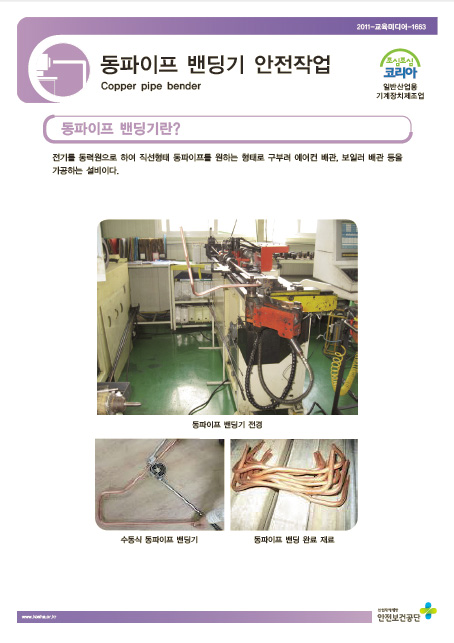 2011-교육미디어-1663
동파이프 밴딩기 안전작업
Copper pipe bender
조심조심
코리아
일반산업용
기계장치제조업
동파이프 밴딩기란?
전기를 동력원으로 하여 직선형태 동파이프를 원하는 형태로 구부려 에어컨 배관, 보일러 배관 등을
가공하는 설비이다.
동파이프 밴딩기 전경
수동식 동파이프 밴딩기
동파이프 밴딩 완료 재료
www.kosha.or.kr
안전보건공단